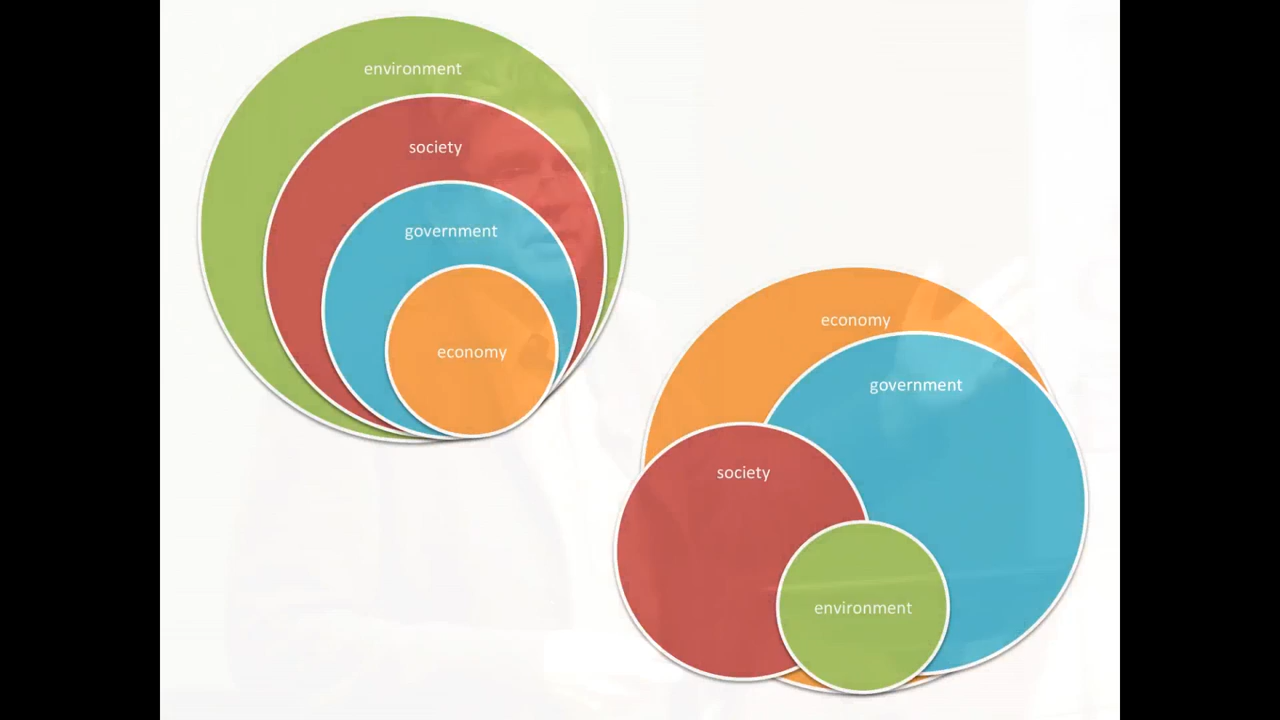 environment
society
government
economy
economy
government
society
environment